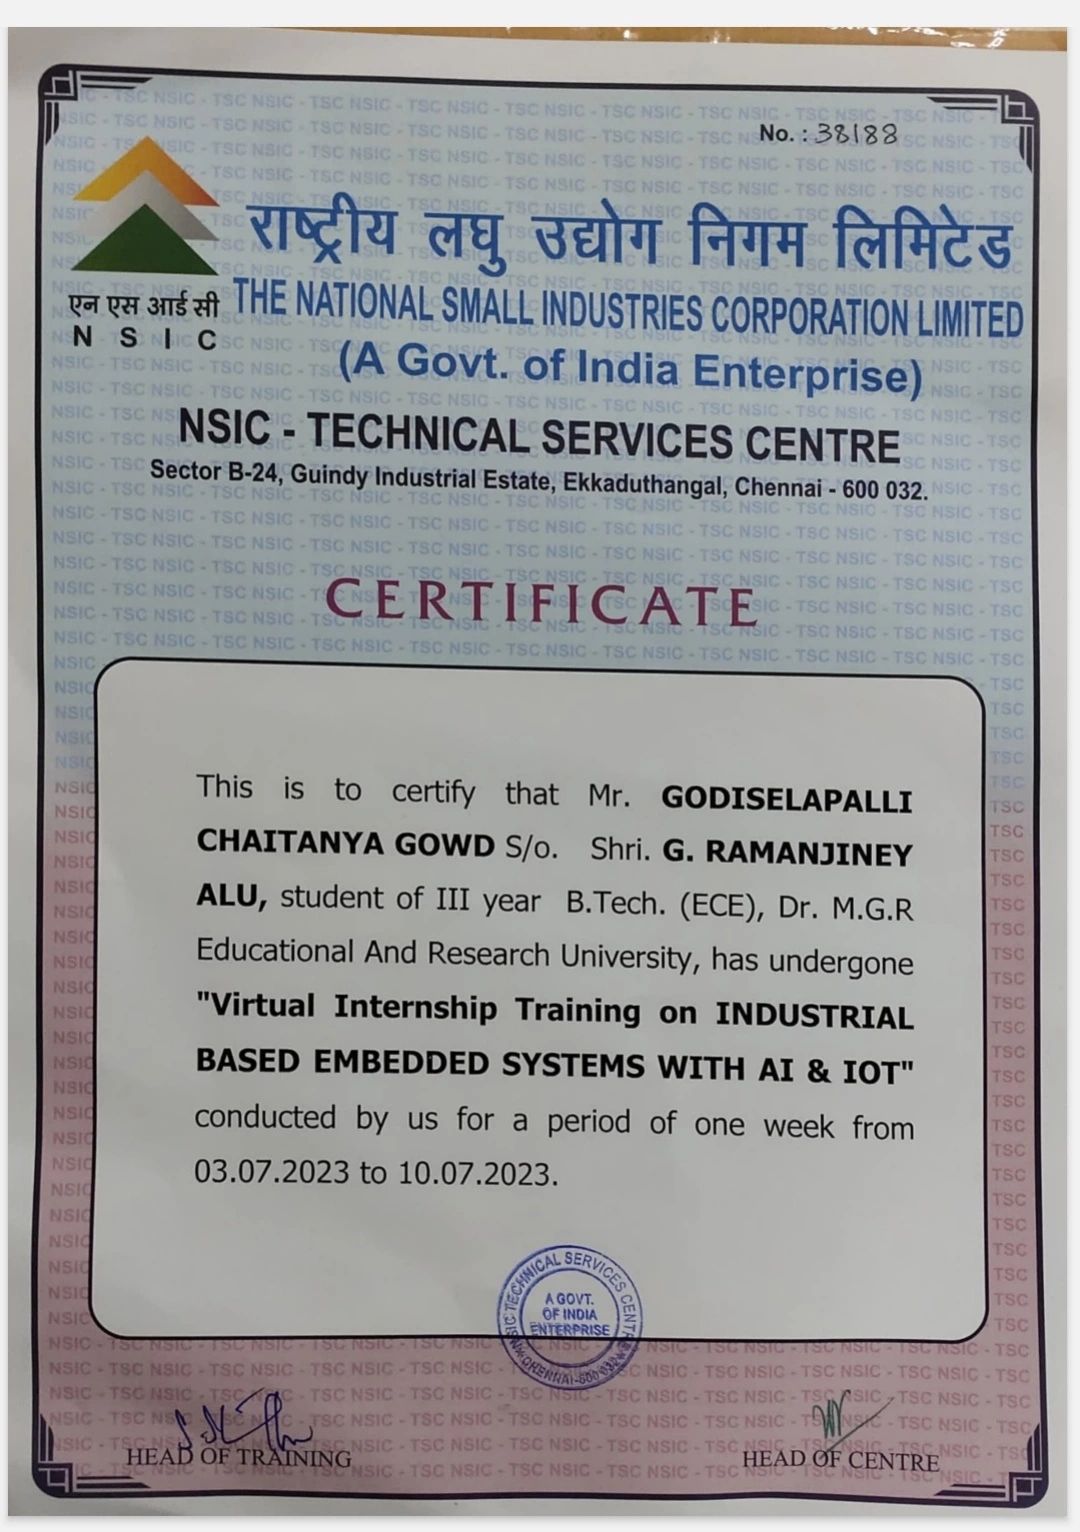 No. : 38188
राष्ट्रीय लघु उद्योग निगम लिमिटेड
एन एस आई सी
N S I C
THE NATIONAL SMALL INDUSTRIES CORPORATION LIMITED
(A Govt. of India Enterprise)
NSIC - TECHNICAL SERVICES CENTRE
Sector B-24, Guindy Industrial Estate, Ekkaduthangal, Chennai - 600 032.
CERTIFICATE
This is to certify that Mr. GODISELAPALLI
CHAITANYA GOWD S/o. Shri. G. RAMANJINEY
ALU, student of III year B.Tech. (ECE), Dr. M.G.R
Educational And Research University, has undergone
"Virtual Internship Training on INDUSTRIAL
BASED EMBEDDED SYSTEMS WITH AI & IOT"
conducted by us for a period of one week from
03.07.2023 to 10.07.2023.
NSIC TECHNICAL SERVICES CENTRE
A GOVT.
OF INDIA
ENTERPRISE
CHENNAI-600 032
HEAD OF TRAINING
HEAD OF CENTRE